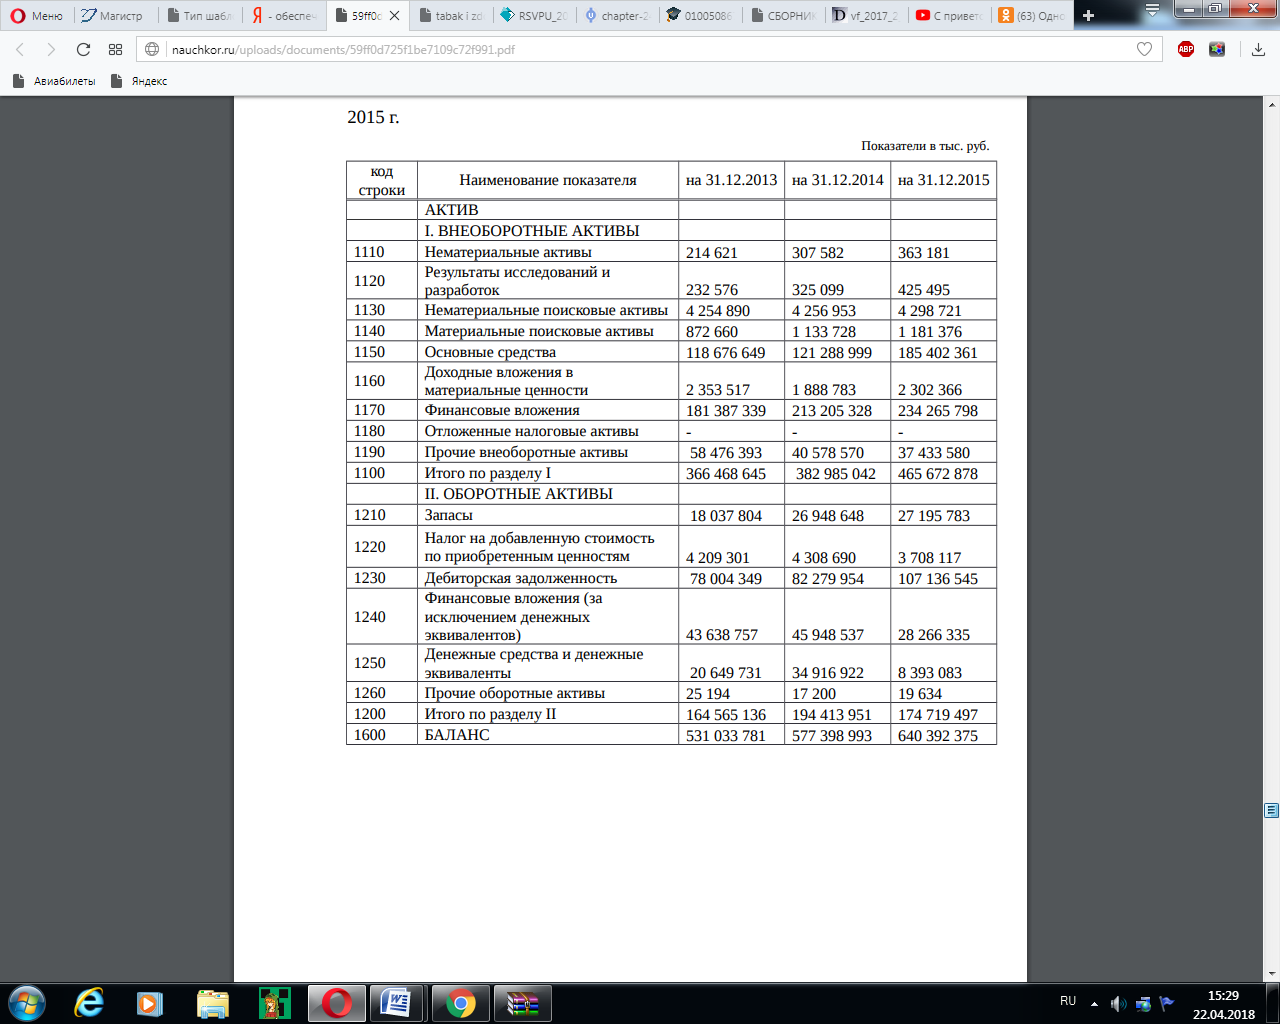 Меню
Магистр
Тип шабл
- обеспеч
59ff0c
tabak i zd
RSVPU_20
chapter-2
01005086
СБОРНИК
vf_2017_2
С привет
(63) Одно
nauchkor.ru/uploads/documents/59ff0d725f1be7109c72f991.pdf
ABP
Авиабилеты Яндекс
2015 г.
Показатели в тыс. руб.
код строки Наименование показателя на 31.12.2013 на 31.12.2014 на 31.12.2015
АКТИВ
I. ВНЕОБОРОТНЫЕ АКТИВЫ
1110 Нематериальные активы 214 621 307 582 363 181
1120 Результаты исследований и разработок 232 576 325 099 425 495
1130 Нематериальные поисковые активы 4 254 890 4 256 953 4 298 721
1140 Материальные поисковые активы 872 660 1 133 728 1 181 376
1150 Основные средства 118 676 649 121 288 999 185 402 361
1160 Доходные вложения в материальные ценности 2 353 517 1 888 783 2 302 366
1170 Финансовые вложения 181 387 339 213 205 328 234 265 798
1180 Отложенные налоговые активы - - -
1190 Прочие внеоборотные активы 58 476 393 40 578 570 37 433 580
1100 Итого по разделу I 366 468 645 382 985 042 465 672 878
II. ОБОРОТНЫЕ АКТИВЫ
1210 Запасы 18 037 804 26 948 648 27 195 783
1220 Налог на добавленную стоимость по приобретенным ценностям 4 209 301 4 308 690 3 708 117
1230 Дебиторская задолженность 78 004 349 82 279 954 107 136 545
1240 Финансовые вложения (за исключением денежных эквивалентов) 43 638 757 45 948 537 28 266 335
1250 Денежные средства и денежные эквиваленты 20 649 731 34 916 922 8 393 083
1260 Прочие оборотные активы 25 194 17 200 19 634
1200 Итого по разделу II 164 565 136 194 413 951 174 719 497
1600 БАЛАНС 531 033 781 577 398 993 640 392 375
RU
15:29
22.04.2018